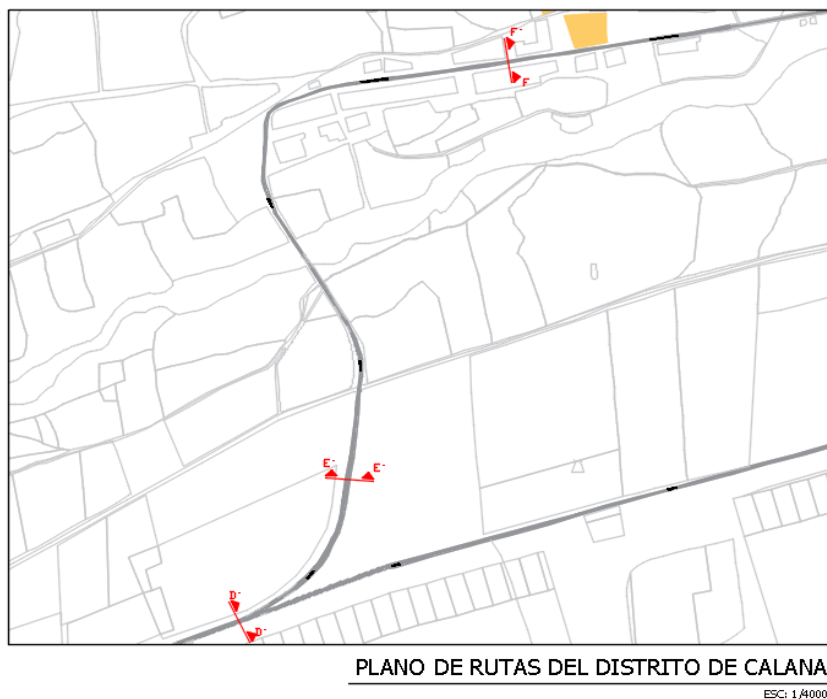 F-
F
E-
E-
D-
D-
PLANO DE RUTAS DEL DISTRITO DE CALANA
ESC: 1/4000